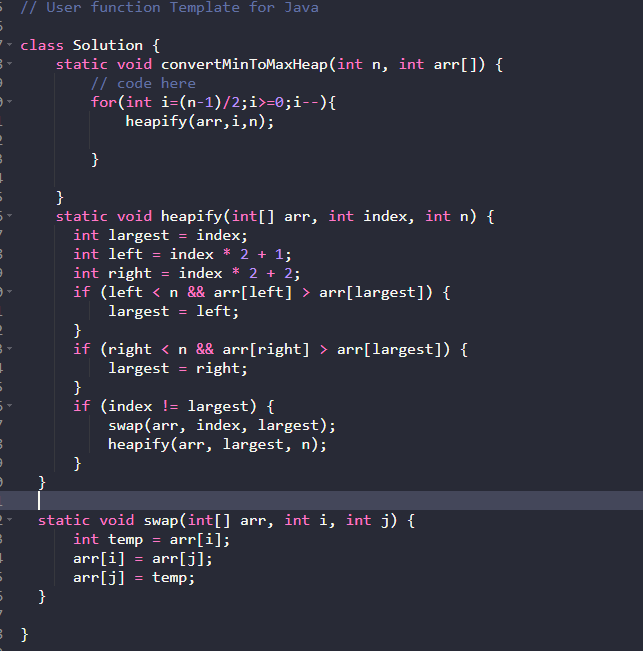 // User function Template for Java
class Solution {
    static void convertMinToMaxHeap(int n, int arr[]) {
        // code here
        for(int i=(n-1)/2;i>=0;i--){
            heapify(arr,i,n);
        }
    }
    static void heapify(int[] arr, int index, int n) {
      int largest = index;
      int left = index * 2 + 1;
      int right = index * 2 + 2;
      if (left < n && arr[left] > arr[largest]) {
          largest = left;
      }
      if (right < n && arr[right] > arr[largest]) {
          largest = right;
      }
      if (index != largest) {
          swap(arr, index, largest);
          heapify(arr, largest, n);
      }
  }
  static void swap(int[] arr, int i, int j) {
      int temp = arr[i];
      arr[i] = arr[j];
      arr[j] = temp;
  }
}